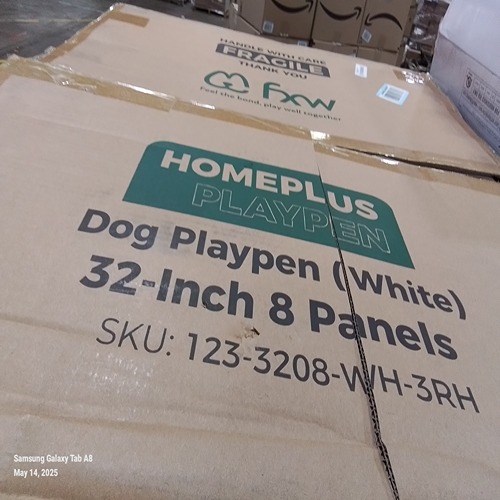 HANDLE WITH CARE
FRAGILE
THANK YOU
FXW
Feel the bond, play well together
HOMEPLUS
PLAYPEN
Dog Playpen (White)
32-Inch 8 Panels
SKU: 123-3208-WH-3RH
Samsung Galaxy Tab A8
May 14, 2025